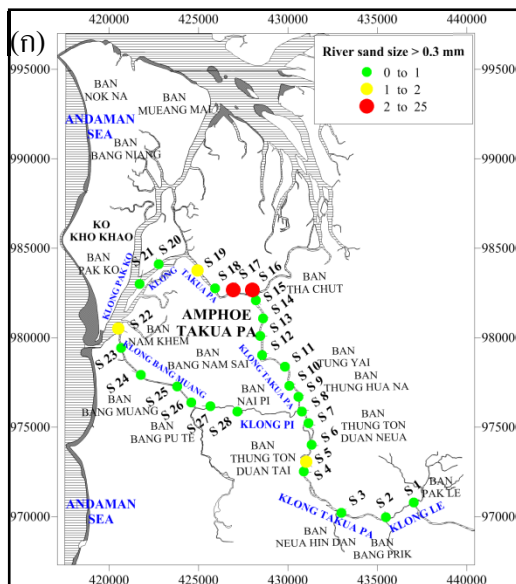 (ก)
420000 425000 430000 435000 440000
River sand size > 0.3 mm
0 to 1
1 to 2
2 to 25
995000
990000
985000
980000
975000
970000
BAN
NOK NA
BAN
MUEANG MAI
ANDAMAN
SEA
BAN
BANG NIANG
KO
KHO KHAO
BAN
PAK KO
KLONG PAK KO
KLONG
TAKUA PA
S 21
S 20
S 19
S 18
S 17
S 16
S 15
S 14
S 13
S 12
BAN
THA CHUT
AMPHOE
TAKUA PA
S 22
BAN
NAM KHEM
S 23
KLONG BANG MUANG
BAN
BANG NAM SAI
KLONG TAKUA PA
S 11
S 10
S 9
S 8
S 7
S 6
S 5
S 4
BAN
TUNG YAI
BAN
THUNG HUA NA
S 24
BAN
BANG MUANG
S 25
S 26
S 27
S 28
BAN
NAI PI
BAN
BANG PU TE
KLONG PI
BAN
THUNG TON
DUAN NEUA
BAN
THUNG TON
DUAN TAI
S 3
S 2
S 1
BAN
PAK LE
KLONG TAKUA PA
KLONG LE
BAN
NEUA HIN DAN
BAN
BANG PRIK
ANDAMAN
SEA
420000 425000 430000 435000 440000